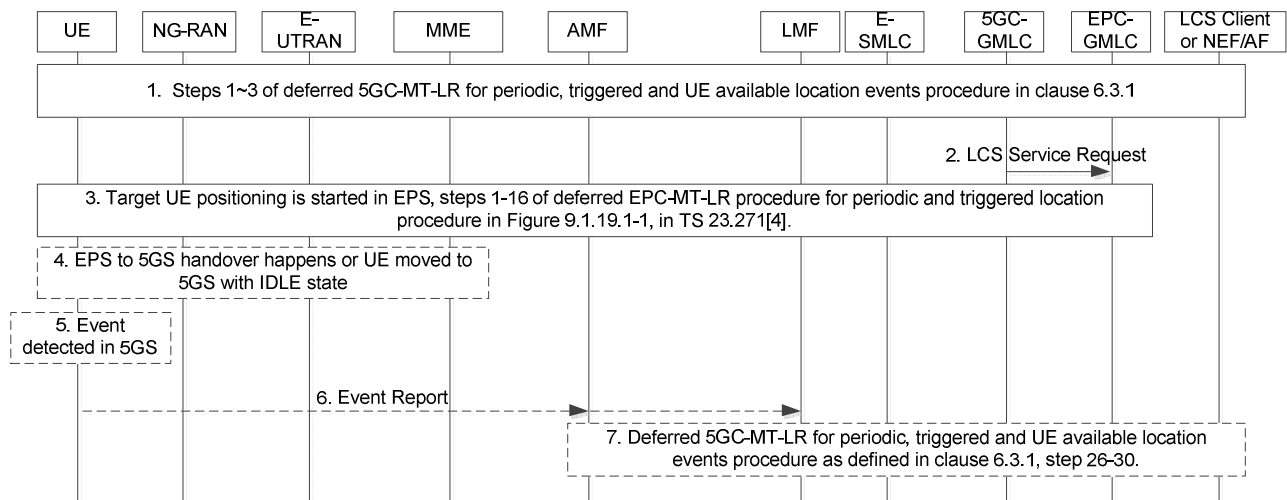 UE
NG-RAN
E-
UTRAN
MME
AMF
LMF
E-
SMLC
5GC-
GMLC
EPC-
GMLC
LCS Client
or NEF/AF
1. Steps 1~3 of deferred 5GC-MT-LR for periodic, triggered and UE available location events procedure in clause 6.3.1
2. LCS Service Request
3. Target UE positioning is started in EPS, steps 1-16 of deferred EPC-MT-LR procedure for periodic and triggered location
procedure in Figure 9.1.19.1-1, in TS 23.271[4].
4. EPS to 5GS handover happens or UE moved to
5GS with IDLE state
5. Event
detected in 5GS
6. Event Report
7. Deferred 5GC-MT-LR for periodic, triggered and UE available location
events procedure as defined in clause 6.3.1, step 26-30.